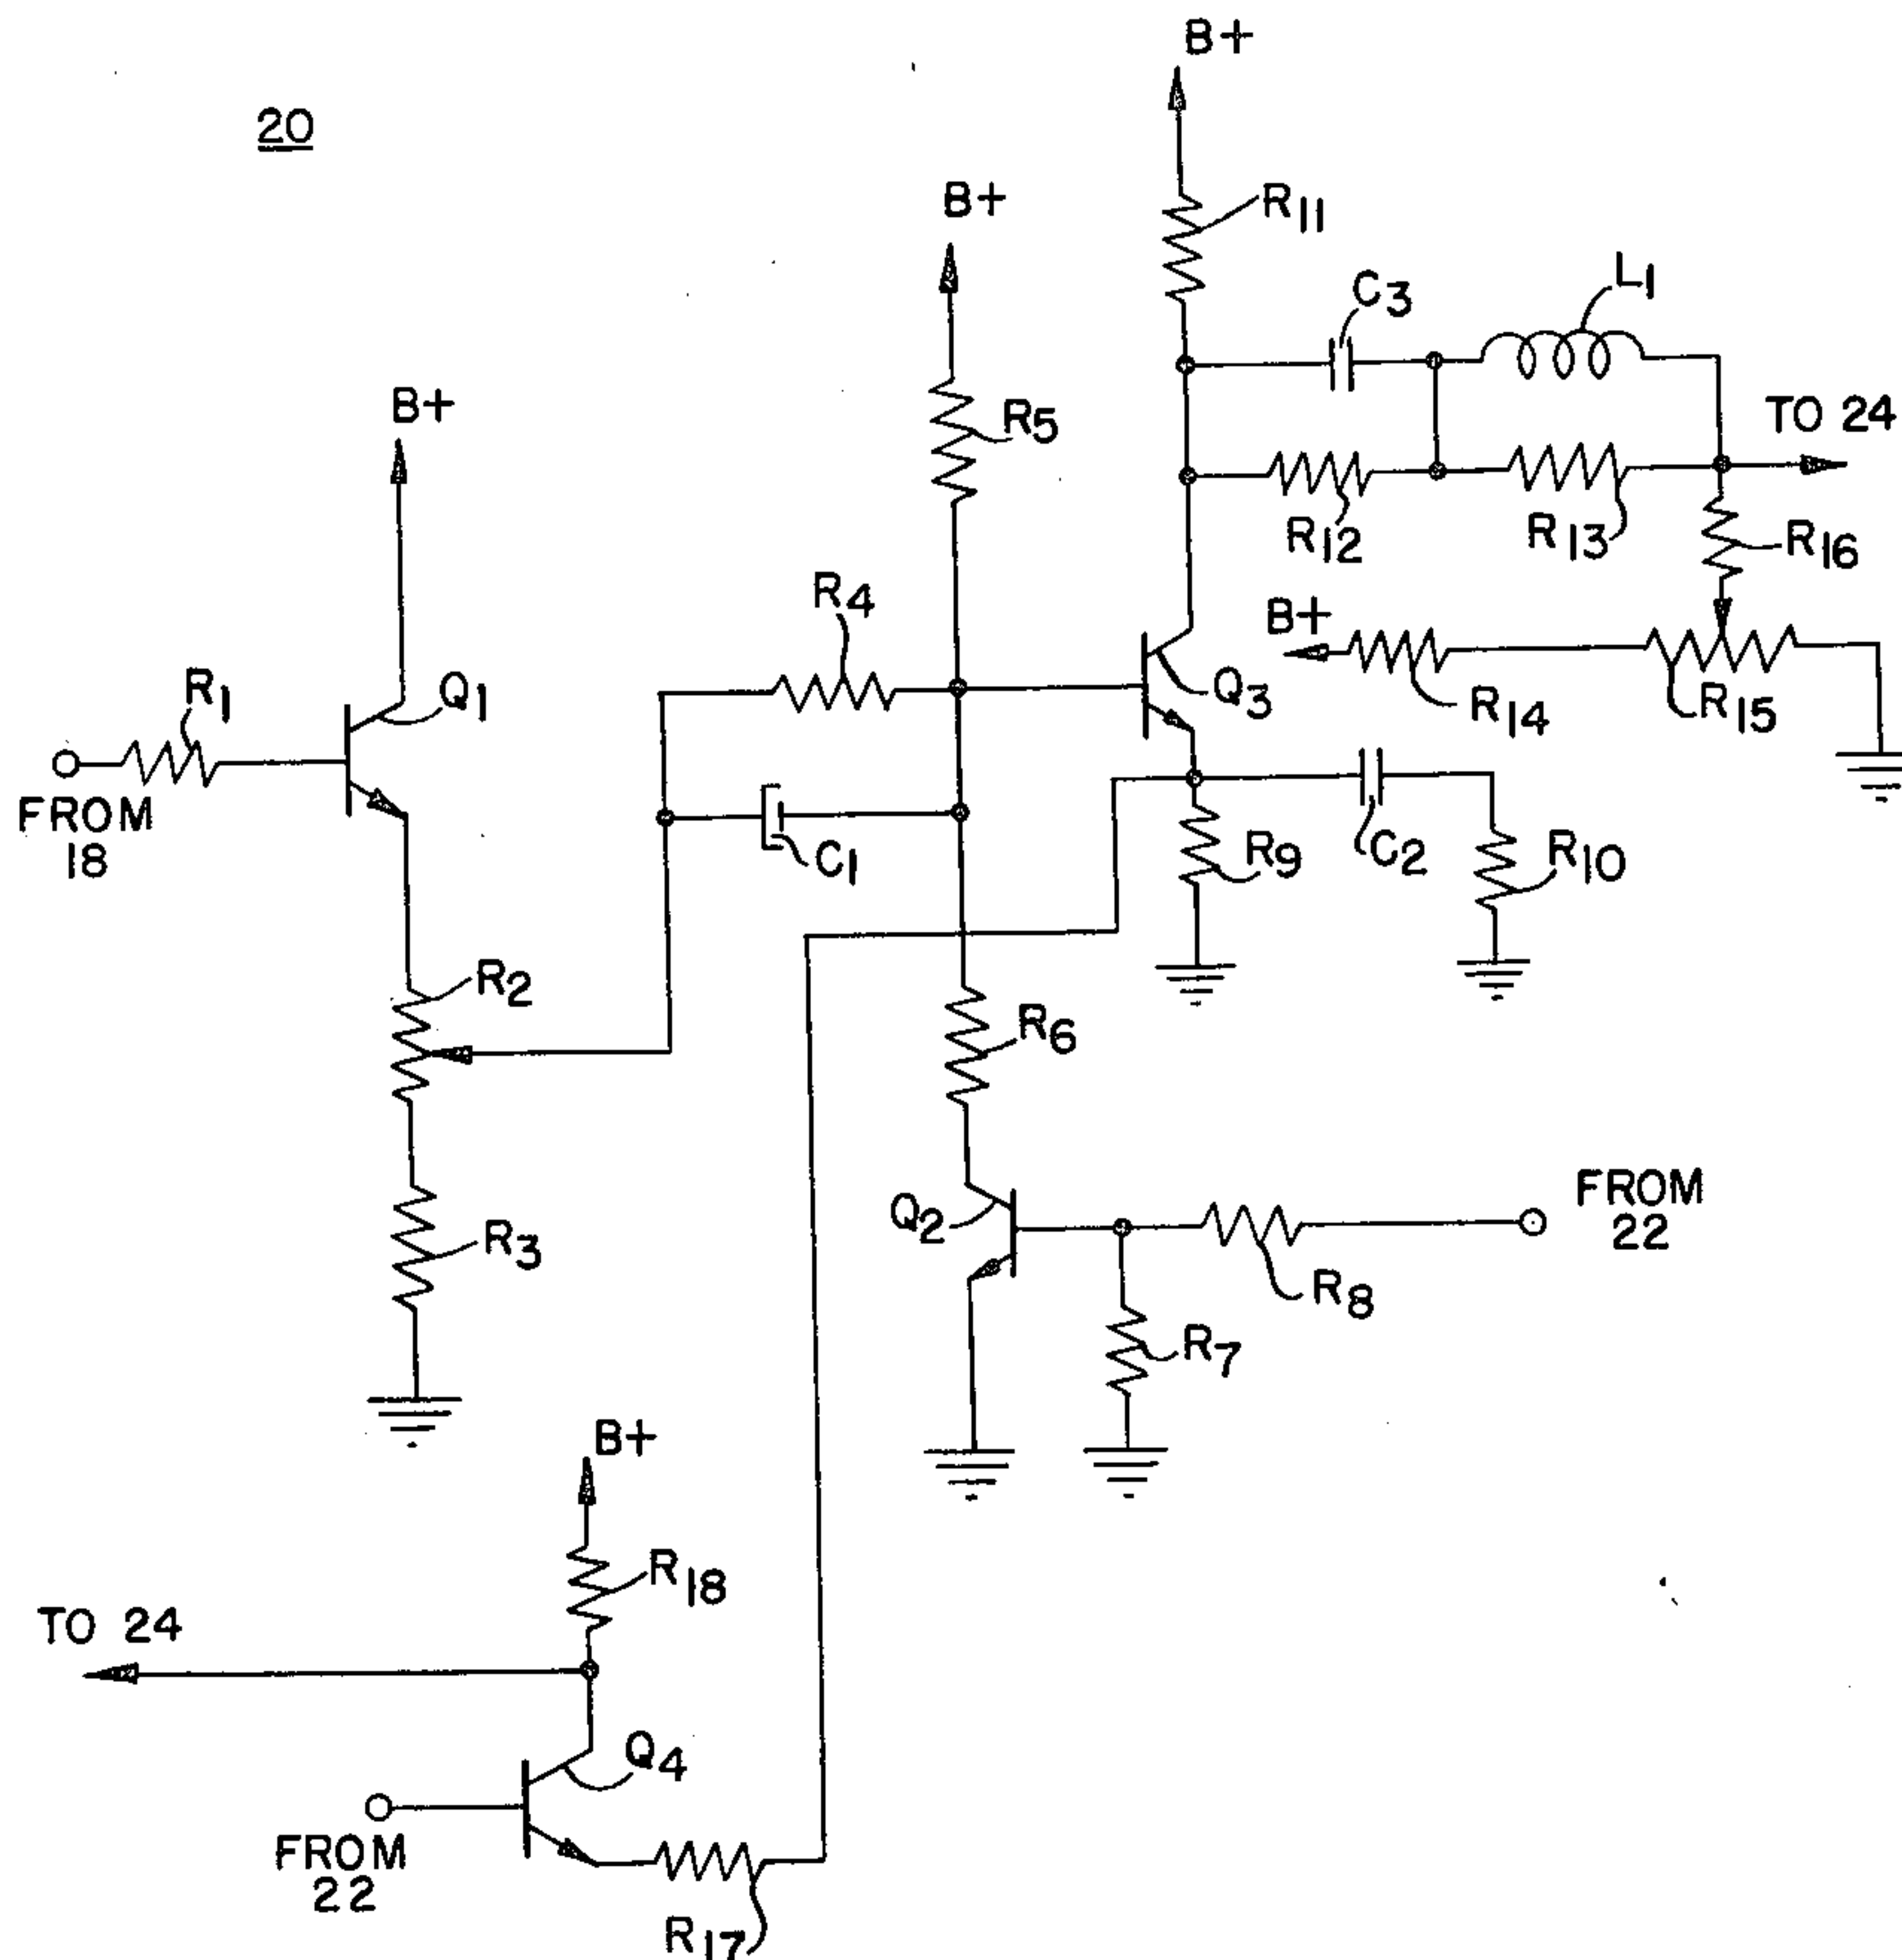 B+
20
B+
R11
L1
C3
B+
R5
TO 24
R12
R13
R16
R4
B+
R1
Q1
Q3
R14
R15
FROM
18
C1
R9
C2
R10
R2
R6
FROM
22
Q2
R3
R8
R7
B+
R18
TO 24
Q4
FROM
22
R17